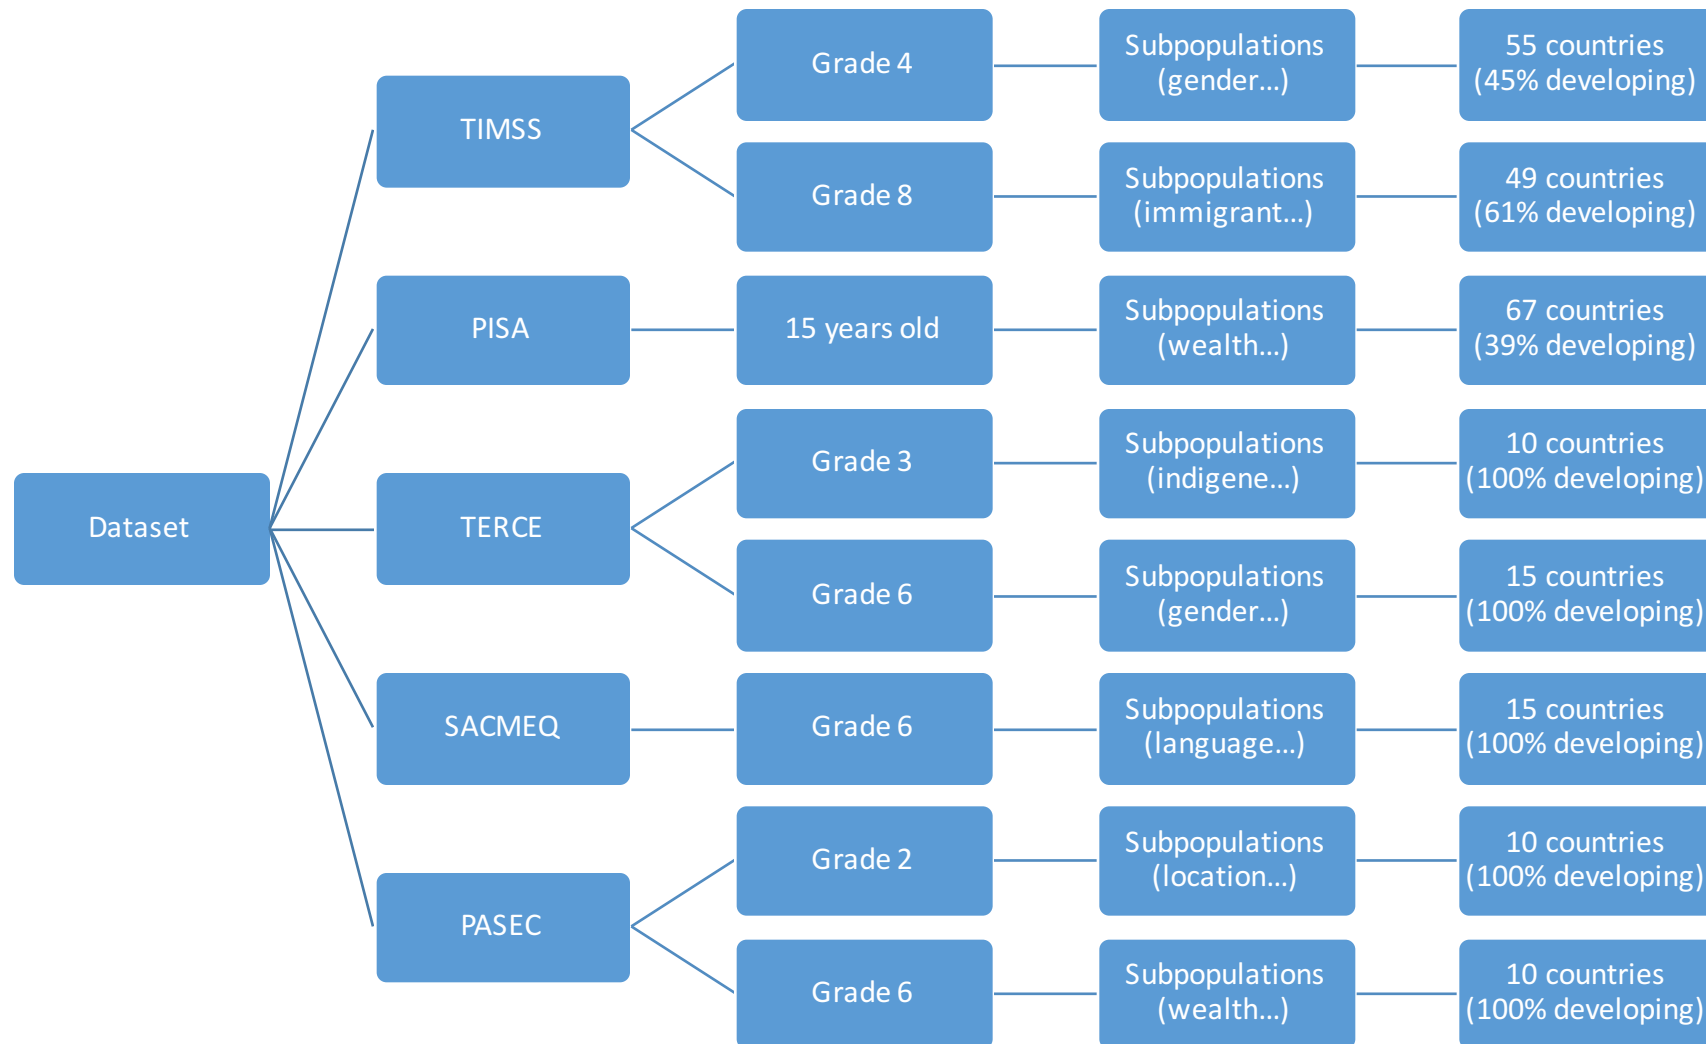 Dataset
TIMSS
Grade 4
Subpopulations
(gender...)
55 countries
(45% developing)
Grade 8
Subpopulations
(immigrant...)
49 countries
(61% developing)
PISA
15 years old
Subpopulations
(wealth...)
67 countries
(39% developing)
TERCE
Grade 3
Subpopulations
(indigene...)
10 countries
(100% developing)
Grade 6
Subpopulations
(gender...)
15 countries
(100% developing)
SACMEQ
Grade 6
Subpopulations
(language...)
15 countries
(100% developing)
PASEC
Grade 2
Subpopulations
(location...)
10 countries
(100% developing)
Grade 6
Subpopulations
(wealth...)
10 countries
(100% developing)